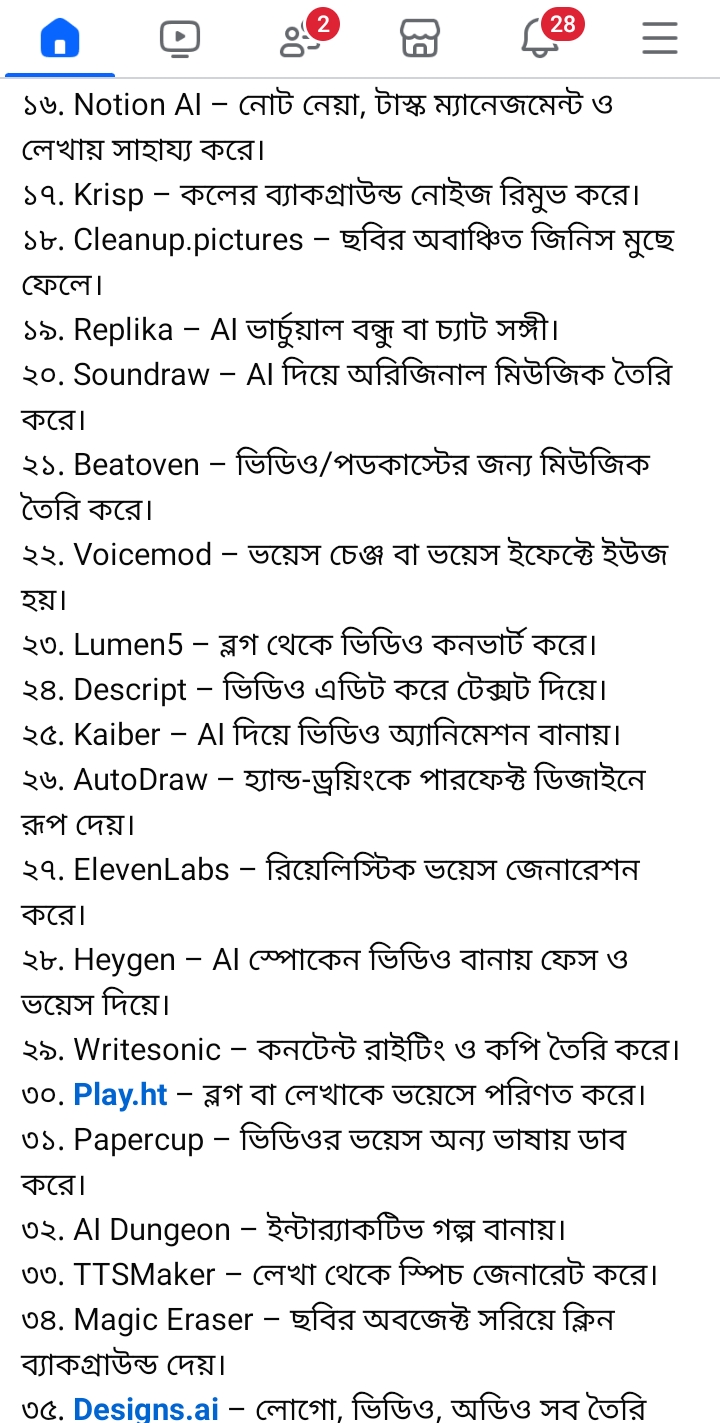 2
28
১৬. Notion AI – নোট নেয়া, টাস্ক ম্যানেজমেন্ট ও
লেখায় সাহায্য করে।
১৭. Krisp – কলের ব্যাকগ্রাউন্ড নোইজ রিমুভ করে।
১৮. Cleanup.pictures – ছবির অবাঞ্ছিত জিনিস মুছে
ফেলে।
১৯. Replika – AI ভার্চুয়াল বন্ধু বা চ্যাট সঙ্গী।
২০. Soundraw – AI দিয়ে অরিজিনাল মিউজিক তৈরি
করে।
২১. Beatoven – ভিডিও/পডকাস্টের জন্য মিউজিক
তৈরি করে।
২২. Voicemod – ভয়েস চেঞ্জ বা ভয়েস ইফেক্টে ইউজ
হয়।
২৩. Lumen5 – ব্লগ থেকে ভিডিও কনভার্ট করে।
২৪. Descript – ভিডিও এডিট করে টেক্সট দিয়ে।
২৫. Kaiber – AI দিয়ে ভিডিও অ্যানিমেশন বানায়।
২৬. AutoDraw – হ্যান্ড-ড্রয়িংকে পারফেক্ট ডিজাইনে
রূপ দেয়।
২৭. ElevenLabs – রিয়েলিস্টিক ভয়েস জেনারেশন
করে।
২৮. Heygen – AI স্পোকেন ভিডিও বানায় ফেস ও
ভয়েস দিয়ে।
২৯. Writesonic – কনটেন্ট রাইটিং ও কপি তৈরি করে।
৩০. Play.ht – ব্লগ বা লেখাকে ভয়েসে পরিণত করে।
৩১. Papercup – ভিডিওর ভয়েস অন্য ভাষায় ডাব
করে।
৩২. AI Dungeon – ইন্টার‍্যাকটিভ গল্প বানায়।
৩৩. TTSMaker – লেখা থেকে স্পিচ জেনারেট করে।
৩৪. Magic Eraser – ছবির অবজেক্ট সরিয়ে ক্লিন
ব্যাকগ্রাউন্ড দেয়।
৩৫. Designs.ai – লোগো, ভিডিও, অডিও সব তৈরি